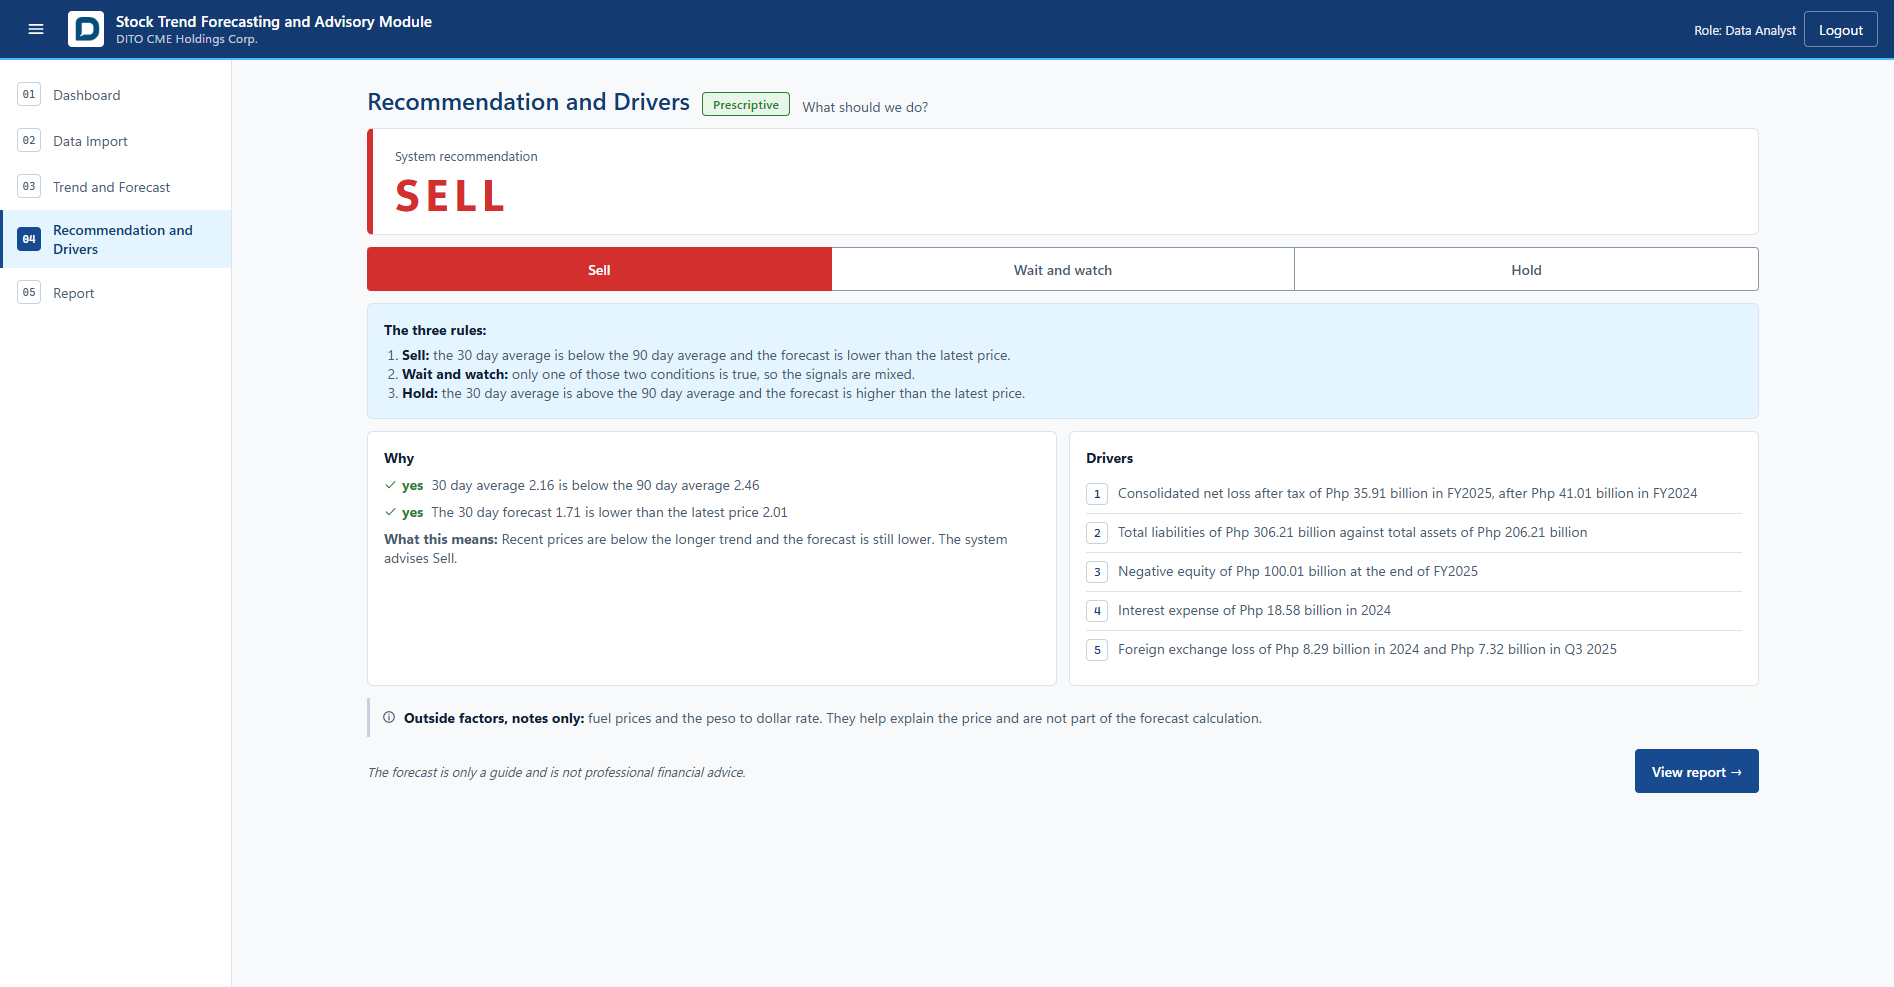 Stock Trend Forecasting and Advisory Module
DITO CME Holdings Corp.
Role: Data Analyst
Logout
01 Dashboard
02 Data Import
03 Trend and Forecast
04 Recommendation and
Drivers
05 Report
Recommendation and Drivers
Prescriptive
What should we do?
System recommendation
SELL
Sell
Wait and watch
Hold
The three rules:
1. Sell: the 30 day average is below the 90 day average and the forecast is lower than the latest price.
2. Wait and watch: only one of those two conditions is true, so the signals are mixed.
3. Hold: the 30 day average is above the 90 day average and the forecast is higher than the latest price.
Why
✓ yes 30 day average 2.16 is below the 90 day average 2.46
✓ yes The 30 day forecast 1.71 is lower than the latest price 2.01
What this means: Recent prices are below the longer trend and the forecast is still lower. The system
advises Sell.
Drivers
1 Consolidated net loss after tax of Php 35.91 billion in FY2025, after Php 41.01 billion in FY2024
2 Total liabilities of Php 306.21 billion against total assets of Php 206.21 billion
3 Negative equity of Php 100.01 billion at the end of FY2025
4 Interest expense of Php 18.58 billion in 2024
5 Foreign exchange loss of Php 8.29 billion in 2024 and Php 7.32 billion in Q3 2025
Outside factors, notes only: fuel prices and the peso to dollar rate. They help explain the price and are not part of the forecast calculation.
The forecast is only a guide and is not professional financial advice.
View report →